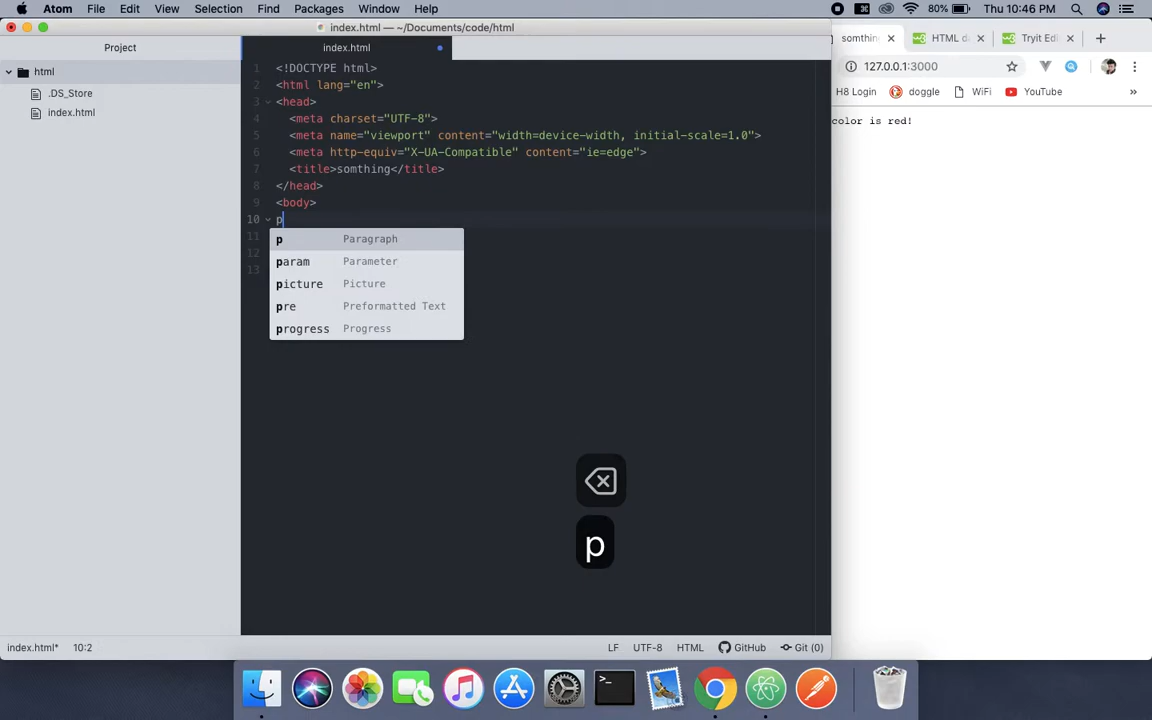 Atom File Edit View Selection Find Packages Window Help 80% Thu 10:46 PM
index.html — ~/Documents/code/html
Project
index.html
somthing
HTML d
Tryit Edi
127.0.0.1:3000
H8 Login doggle WiFi YouTube »
color is red!
html
.DS_Store
index.html
1 <!DOCTYPE html>
2 <html lang="en">
3 <head>
4 <meta charset="UTF-8">
5 <meta name="viewport" content="width=device-width, initial-scale=1.0">
6 <meta http-equiv="X-UA-Compatible" content="ie=edge">
7 <title>somthing</title>
8 </head>
9 <body>
10 p
11
12
13
p Paragraph
param Parameter
picture Picture
pre Preformatted Text
progress Progress
p
index.html* 10:2 LF UTF-8 HTML GitHub Git (0)